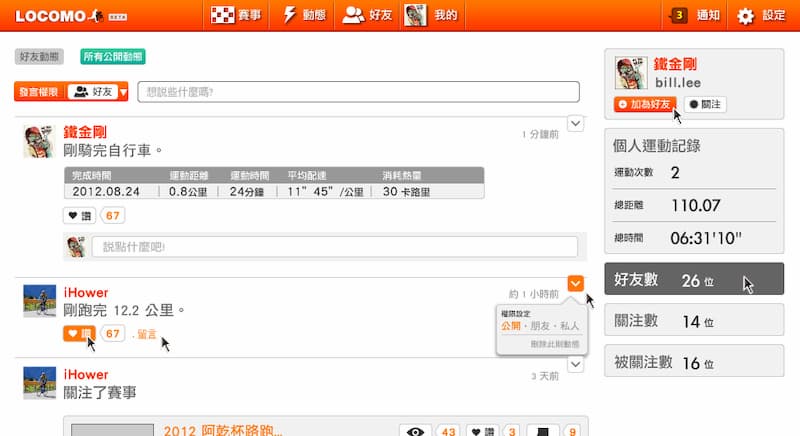 LOCOMO BETA 賽事 動態 好友 我的 3 通知 設定
好友動態 所有公開動態
發言權限 好友 想說些什麼嗎?
鐵金剛 1 分鐘前
剛騎完自行車。
完成時間 運動距離 運動時間 平均配速 消耗熱量
2012.08.24 0.8公里 24分鐘 11”45”/公里 30 卡路里
讚 67
說點什麼吧!
iHower 約 1 小時前
剛跑完 12.2 公里。
讚 67 . 留言
權限設定
公開・朋友・私人
刪除此則動態
iHower 3 天前
關注了賽事
2012 阿乾杯路跑... 43 讚 3 9
鐵金剛
bill.lee
加為好友 關注
個人運動記錄
運動次數 2
總距離 110.07
總時間 06:31'10"
好友數 26 位
關注數 14 位
被關注數 16 位